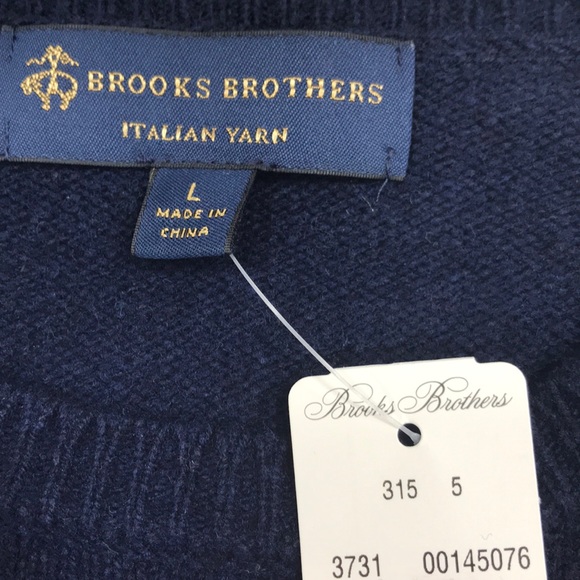 BROOKS BROTHERS
ITALIAN YARN
L
MADE IN
CHINA
Brooks Brothers
315 5
3731 00145076